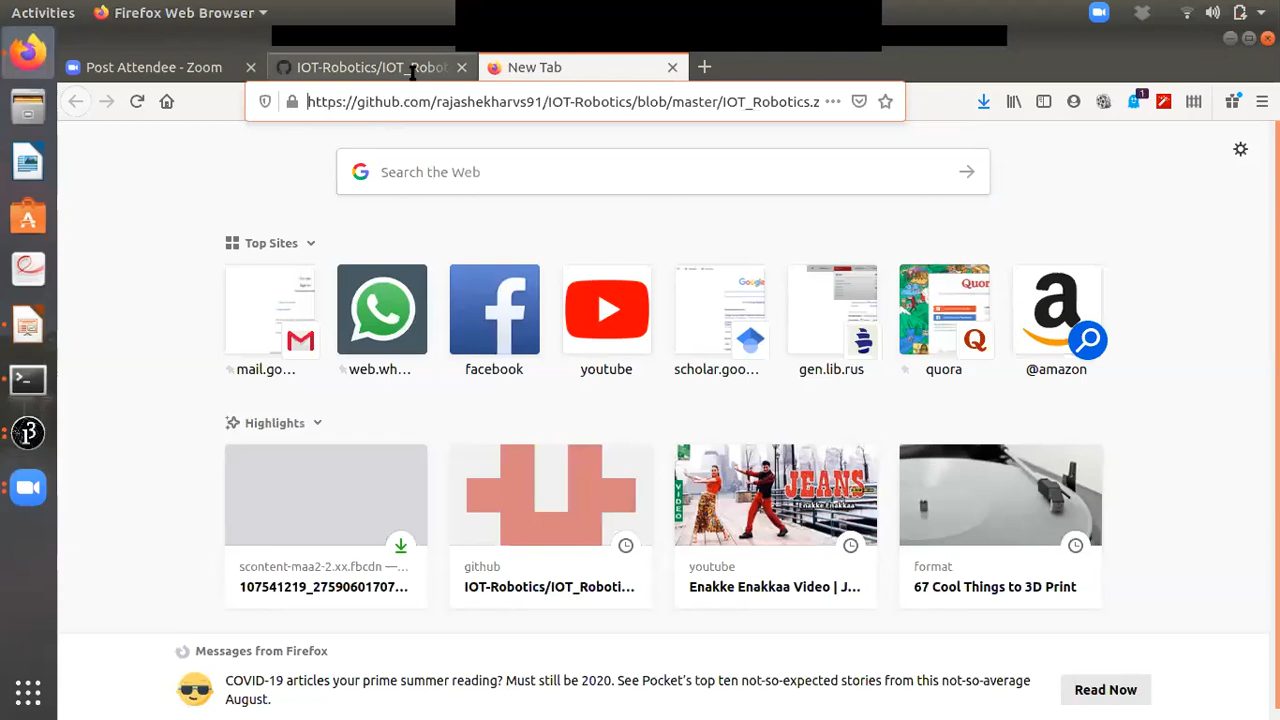 Activities Firefox Web Browser
Post Attendee - Zoom IOT-Robotics/IOT_Robot New Tab
https://github.com/rajashekharvs91/IOT-Robotics/blob/master/IOT_Robotics.z
1
Search the Web
Top Sites
mail.go... web.wh... facebook youtube scholar.goo... gen.lib.rus quora @amazon
Highlights
scontent-maa2-2.xx.fbcdn —... github youtube format
107541219_27590601707... IOT-Robotics/IOT_Roboti... Enakke Enakkaa Video | J... 67 Cool Things to 3D Print
Messages from Firefox
COVID-19 articles your prime summer reading? Must still be 2020. See Pocket's top ten not-so-expected stories from this not-so-average
August.
Read Now